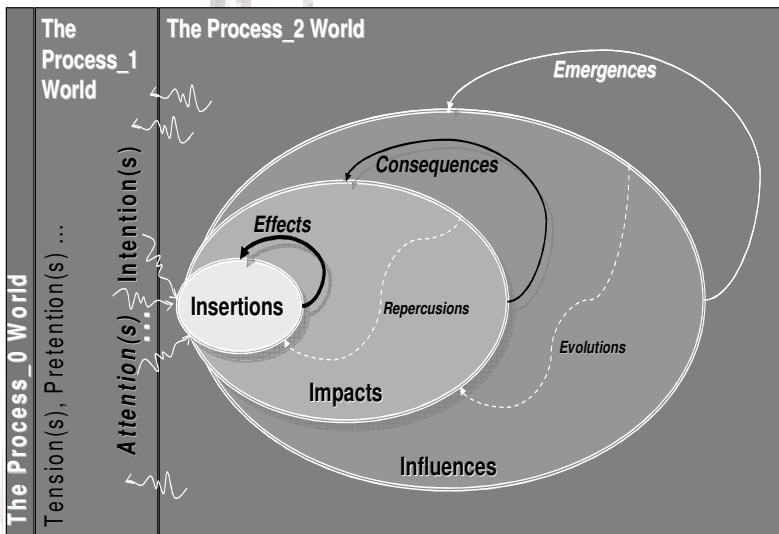 The Process_0 World
The
Process_1
World
Tension(s), Pretention(s) ...
Attention(s) ... Intention(s)
The Process_2 World
Emergences
Consequences
Effects
Insertions
Repercusions
Evolutions
Impacts
Influences